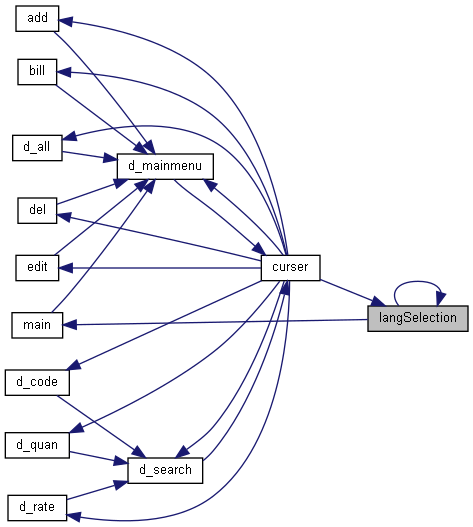 add
bill
d_all
d_mainmenu
del
edit
curser
main
langSelection
d_code
d_quan
d_search
d_rate